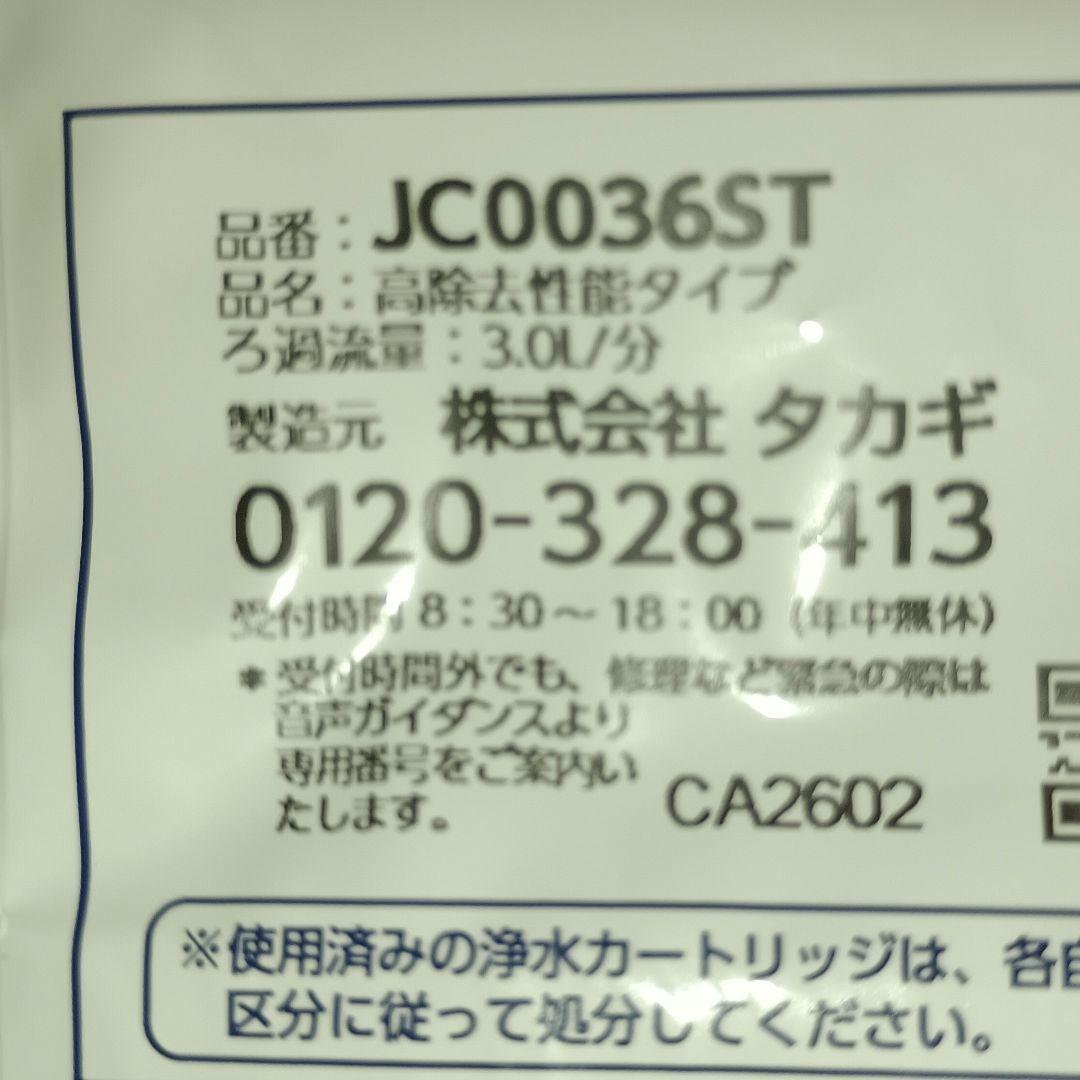 品番：JC0036ST
品名：高除去性能タイプ
ろ過流量：3.0L/分
製造元 株式会社 タカギ
0120-328-413
受付時間 8：30～18：00（年中無休）
＊受付時間外でも、修理など緊急の際は
音声ガイダンスより
専用番号をご案内い
たします。
CA2602
※使用済みの浄水カートリッジは、各自
区分に従って処分してください。